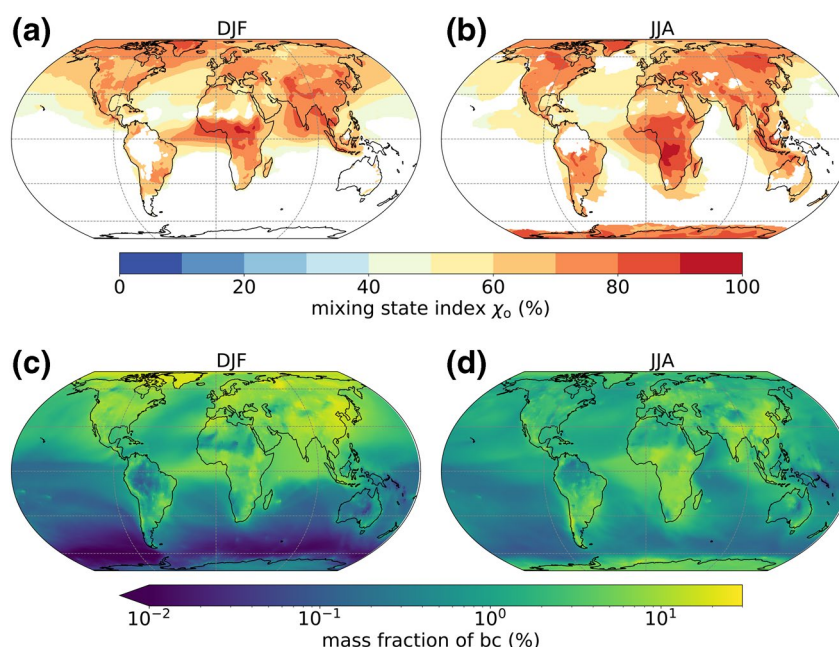 (a) DJF
(b) JJA
0 20 40 60 80 100
mixing state index χₒ (%)
(c) DJF
(d) JJA
10⁻² 10⁻¹ 10⁰ 10¹
mass fraction of bc (%)